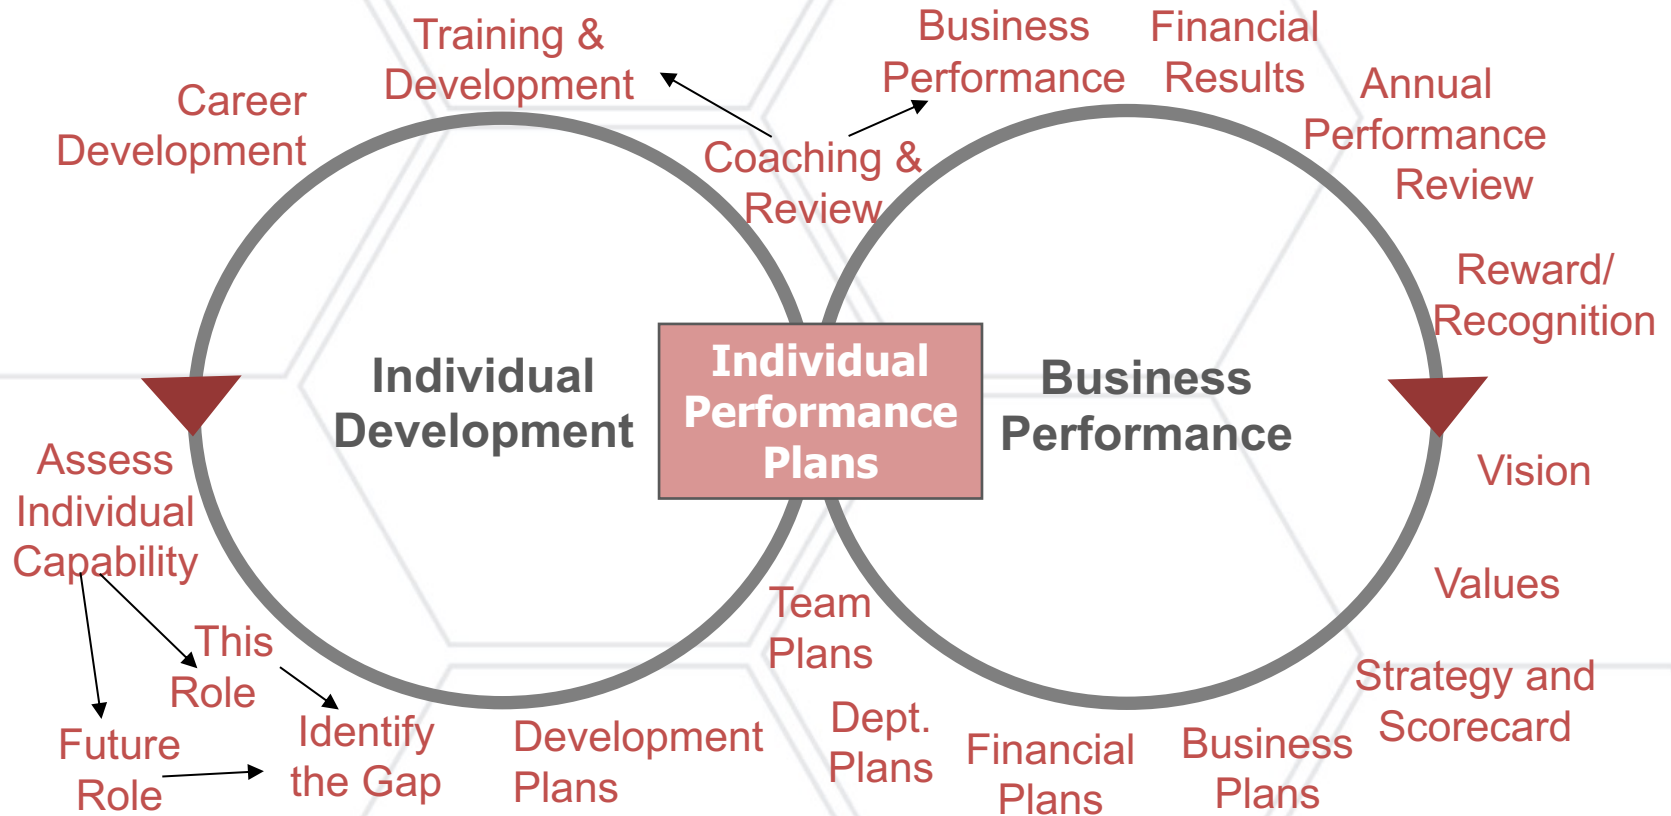 Training &
Development
Career
Development
Business
Performance
Financial
Results
Annual
Performance
Review
Coaching &
Review
Reward/
Recognition
Individual
Development
Individual
Performance
Plans
Business
Performance
Assess
Individual
Capability
Vision
Values
This
Role
Future
Role
Identify
the Gap
Development
Plans
Team
Plans
Dept.
Plans
Financial
Plans
Business
Plans
Strategy and
Scorecard